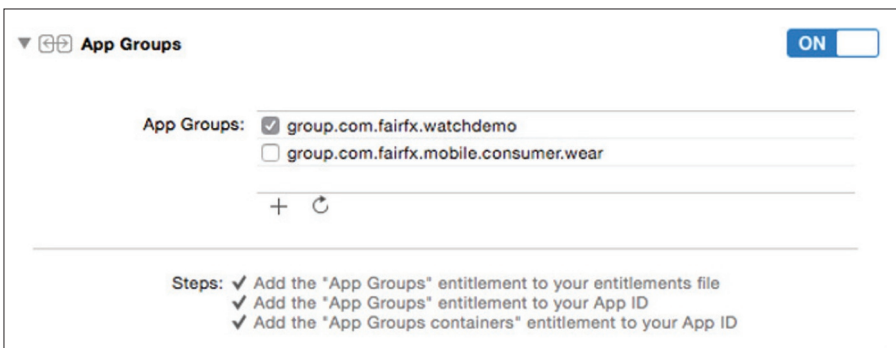 App Groups
ON
App Groups: group.com.fairfx.watchdemo
group.com.fairfx.mobile.consumer.wear
Steps: ✓ Add the "App Groups" entitlement to your entitlements file
✓ Add the "App Groups" entitlement to your App ID
✓ Add the "App Groups containers" entitlement to your App ID